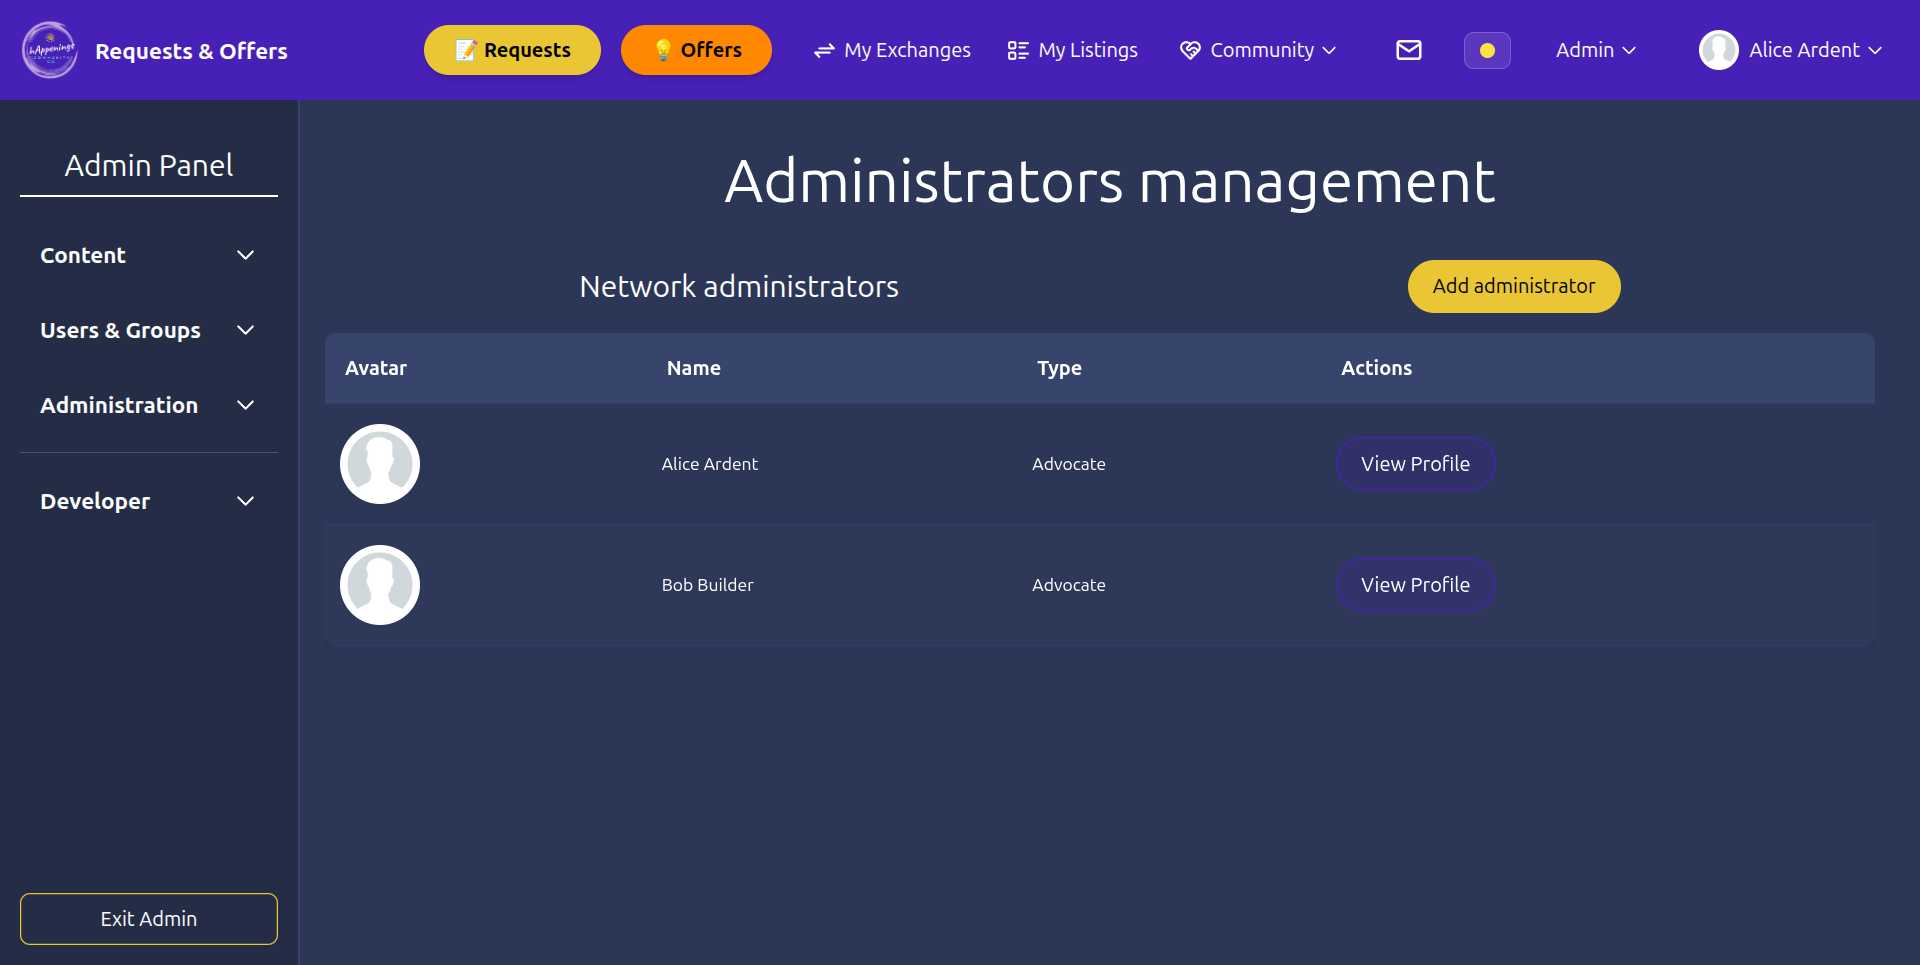 hAppenings
COMMUNITY
Requests & Offers
📝 Requests
💡 Offers
My Exchanges
My Listings
Community
Admin
Alice Ardent
Admin Panel
Content
Users & Groups
Administration
Developer
Exit Admin
Administrators management
Network administrators
Add administrator
Avatar Name Type Actions
Alice Ardent Advocate View Profile
Bob Builder Advocate View Profile